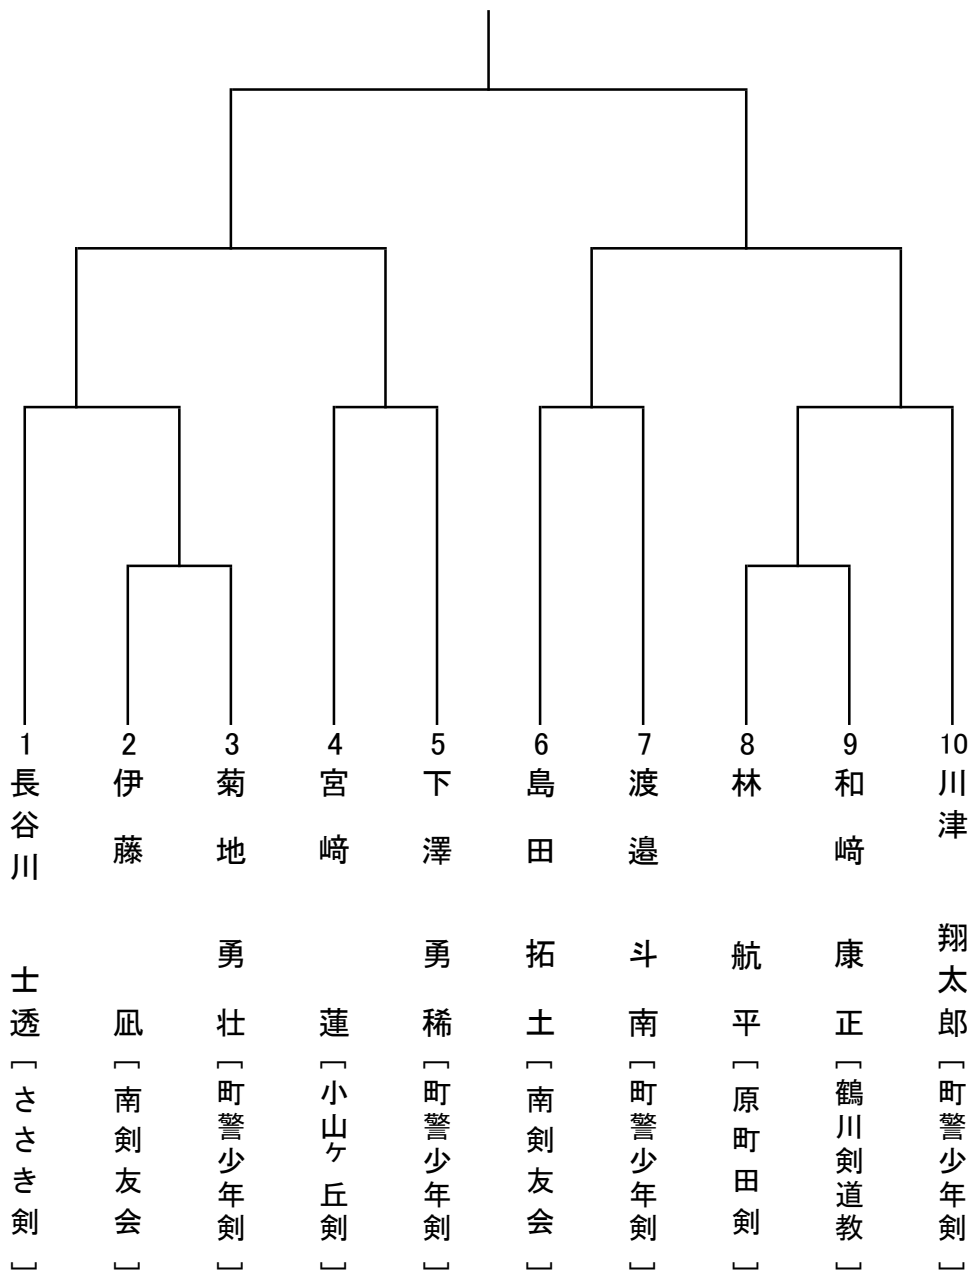 1 長谷川 士透 [ささき剣]
2 伊藤 凪 [南剣友会]
3 菊地 勇壮 [町警少年剣]
4 宮﨑 蓮 [小山ヶ丘剣]
5 下澤 勇稀 [町警少年剣]
6 島田 拓土 [南剣友会]
7 渡邉 斗南 [町警少年剣]
8 林 航平 [原町田剣]
9 和﨑 康正 [鶴川剣道教]
10 川津 翔太郎 [町警少年剣]